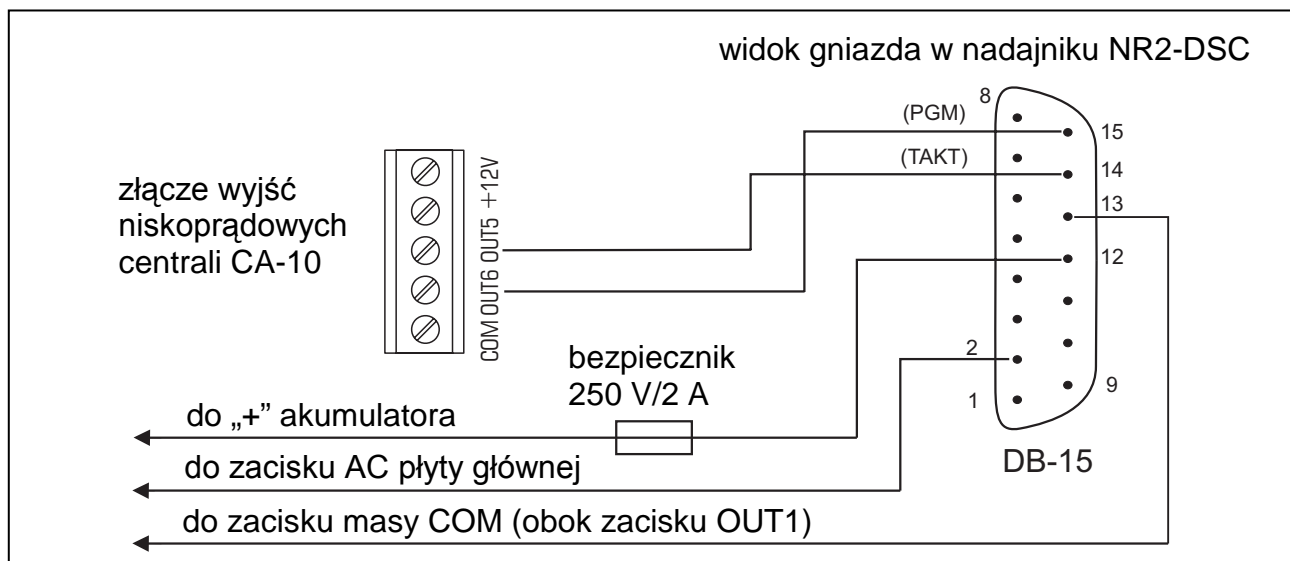 widok gniazda w nadajniku NR2-DSC
8
(PGM)
15
(TAKT)
14
13
12
złącze wyjść
niskoprądowych
centrali CA-10
COM OUT6 OUT5 +12V
bezpiecznik
250 V/2 A
2
1
9
DB-15
do „+” akumulatora
do zacisku AC płyty głównej
do zacisku masy COM (obok zacisku OUT1)